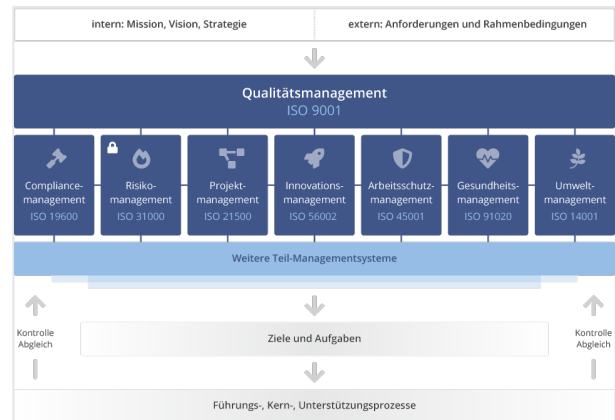 intern: Mission, Vision, Strategie
extern: Anforderungen und Rahmenbedingungen
Qualitätsmanagement
ISO 9001
Compliance-
management
ISO 19600
Risiko-
management
ISO 31000
Projekt-
management
ISO 21500
Innovations-
management
ISO 56002
Arbeitsschutz-
management
ISO 45001
Gesundheits-
management
ISO 91020
Umwelt-
management
ISO 14001
Weitere Teil-Managementsysteme
Kontrolle
Abgleich
Ziele und Aufgaben
Kontrolle
Abgleich
Führungs-, Kern-, Unterstützungsprozesse